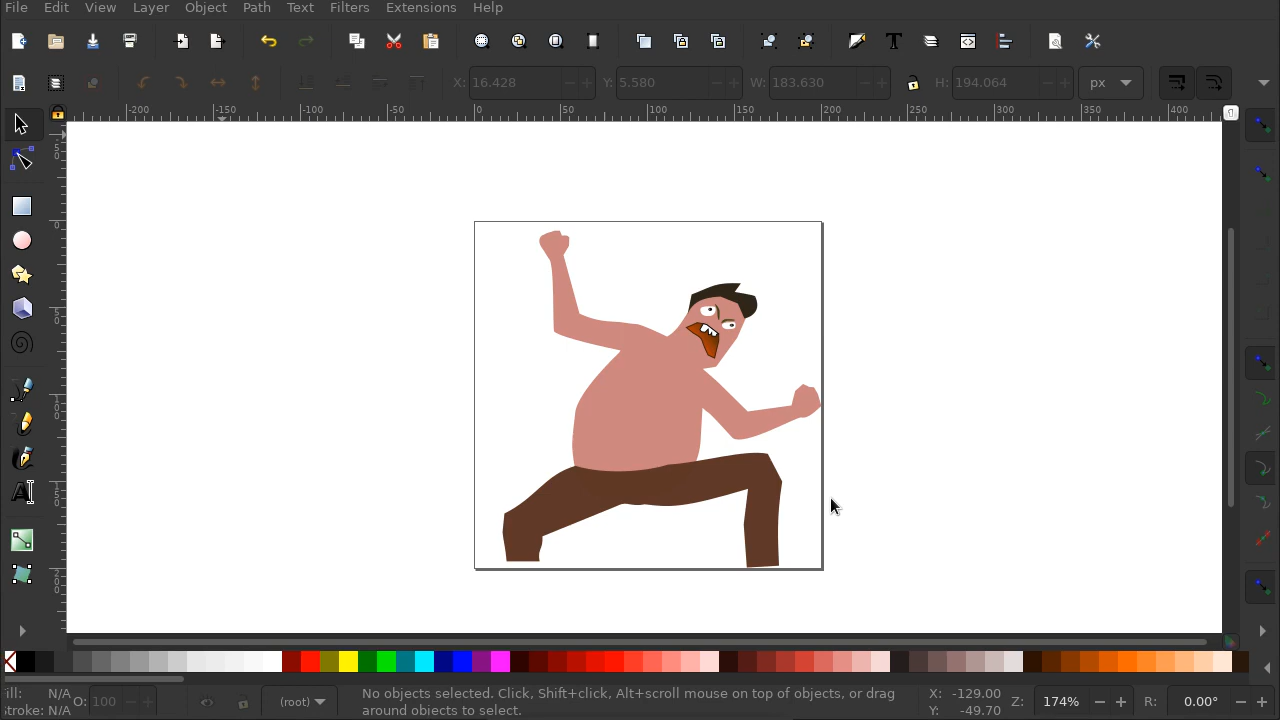 File Edit View Layer Object Path Text Filters Extensions Help
X: 16.428 Y: 5.580 W: 183.630 H: 194.064 px
-200 -150 -100 -50 0 50 100 150 200 250 300 350 400
ill: N/A O: 100 (root) No objects selected. Click, Shift+click, Alt+scroll mouse on top of objects, or drag X: -129.00 Z: 174% R: 0.00°
stroke: N/A around objects to select. Y: -49.70